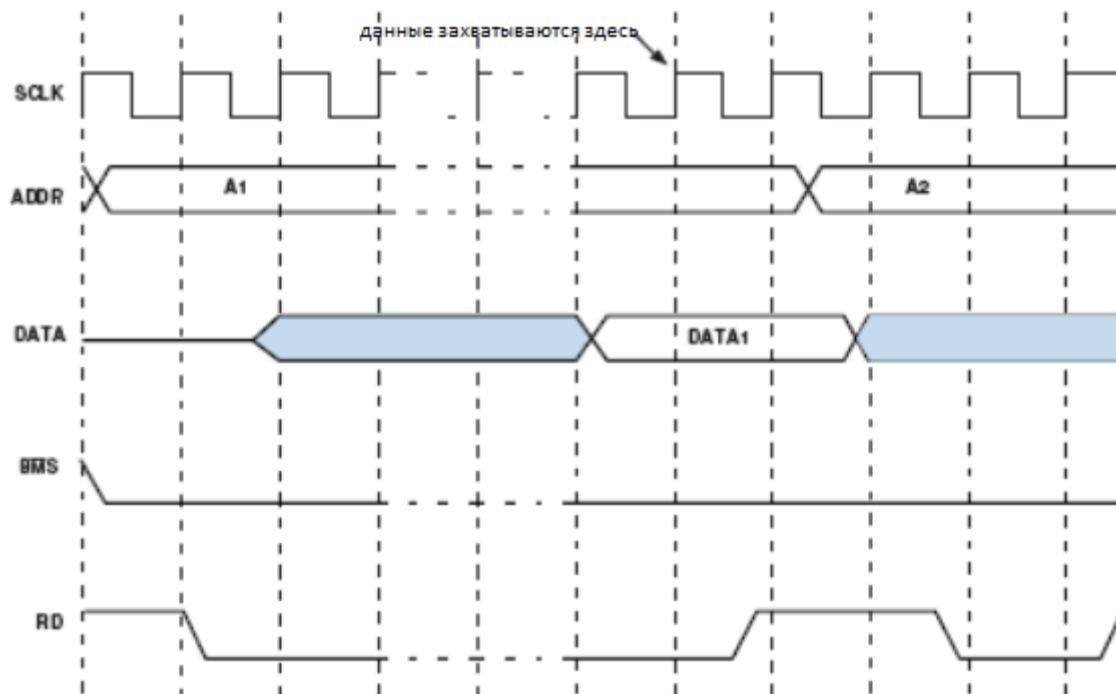 данные захватываются здесь
SCLK
ADDR
A1
A2
DATA
DATA1
BMS
RD